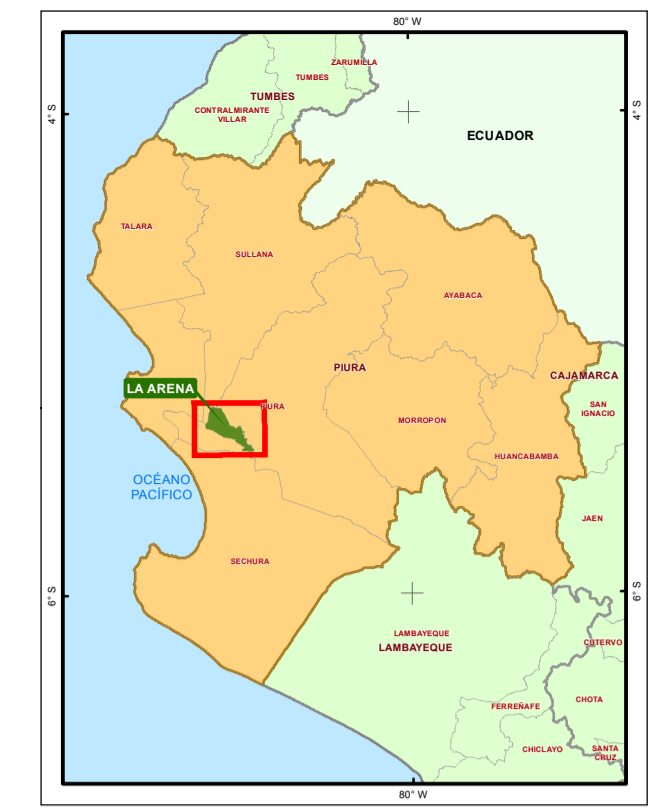 80° W
ZARUMILLA
TUMBES
TUMBES
CONTRALMIRANTE
VILLAR
4° S
4° S
ECUADOR
TALARA
SULLANA
AYABACA
PIURA
CAJAMARCA
LA ARENA
PIURA
SAN
IGNACIO
MORROPON
HUANCABAMBA
OCÉANO
PACÍFICO
JAEN
SECHURA
6° S
6° S
LAMBAYEQUE
LAMBAYEQUE
CUTERVO
CHOTA
FERREÑAFE
CHICLAYO
SANTA
CRUZ
80° W